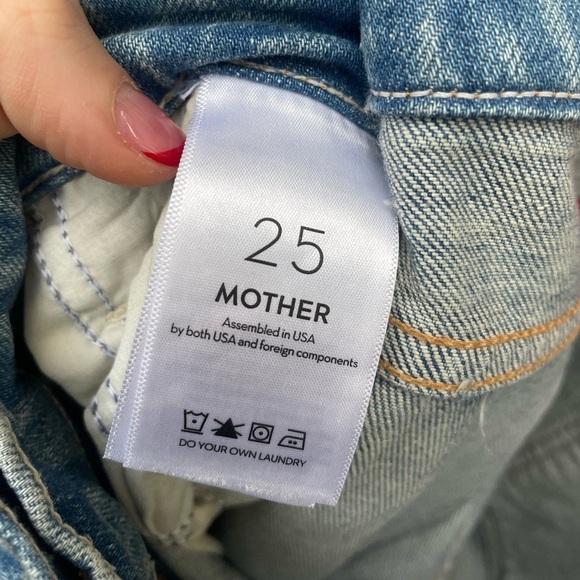 25
MOTHER
Assembled in USA
by both USA and foreign components
DO YOUR OWN LAUNDRY